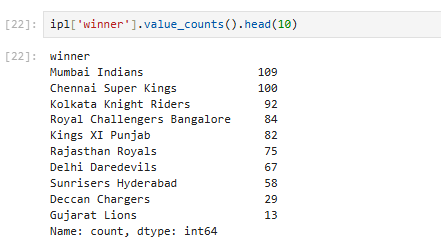 [22]: ipl['winner'].value_counts().head(10)
[22]: winner
Mumbai Indians 109
Chennai Super Kings 100
Kolkata Knight Riders 92
Royal Challengers Bangalore 84
Kings XI Punjab 82
Rajasthan Royals 75
Delhi Daredevils 67
Sunrisers Hyderabad 58
Deccan Chargers 29
Gujarat Lions 13
Name: count, dtype: int64